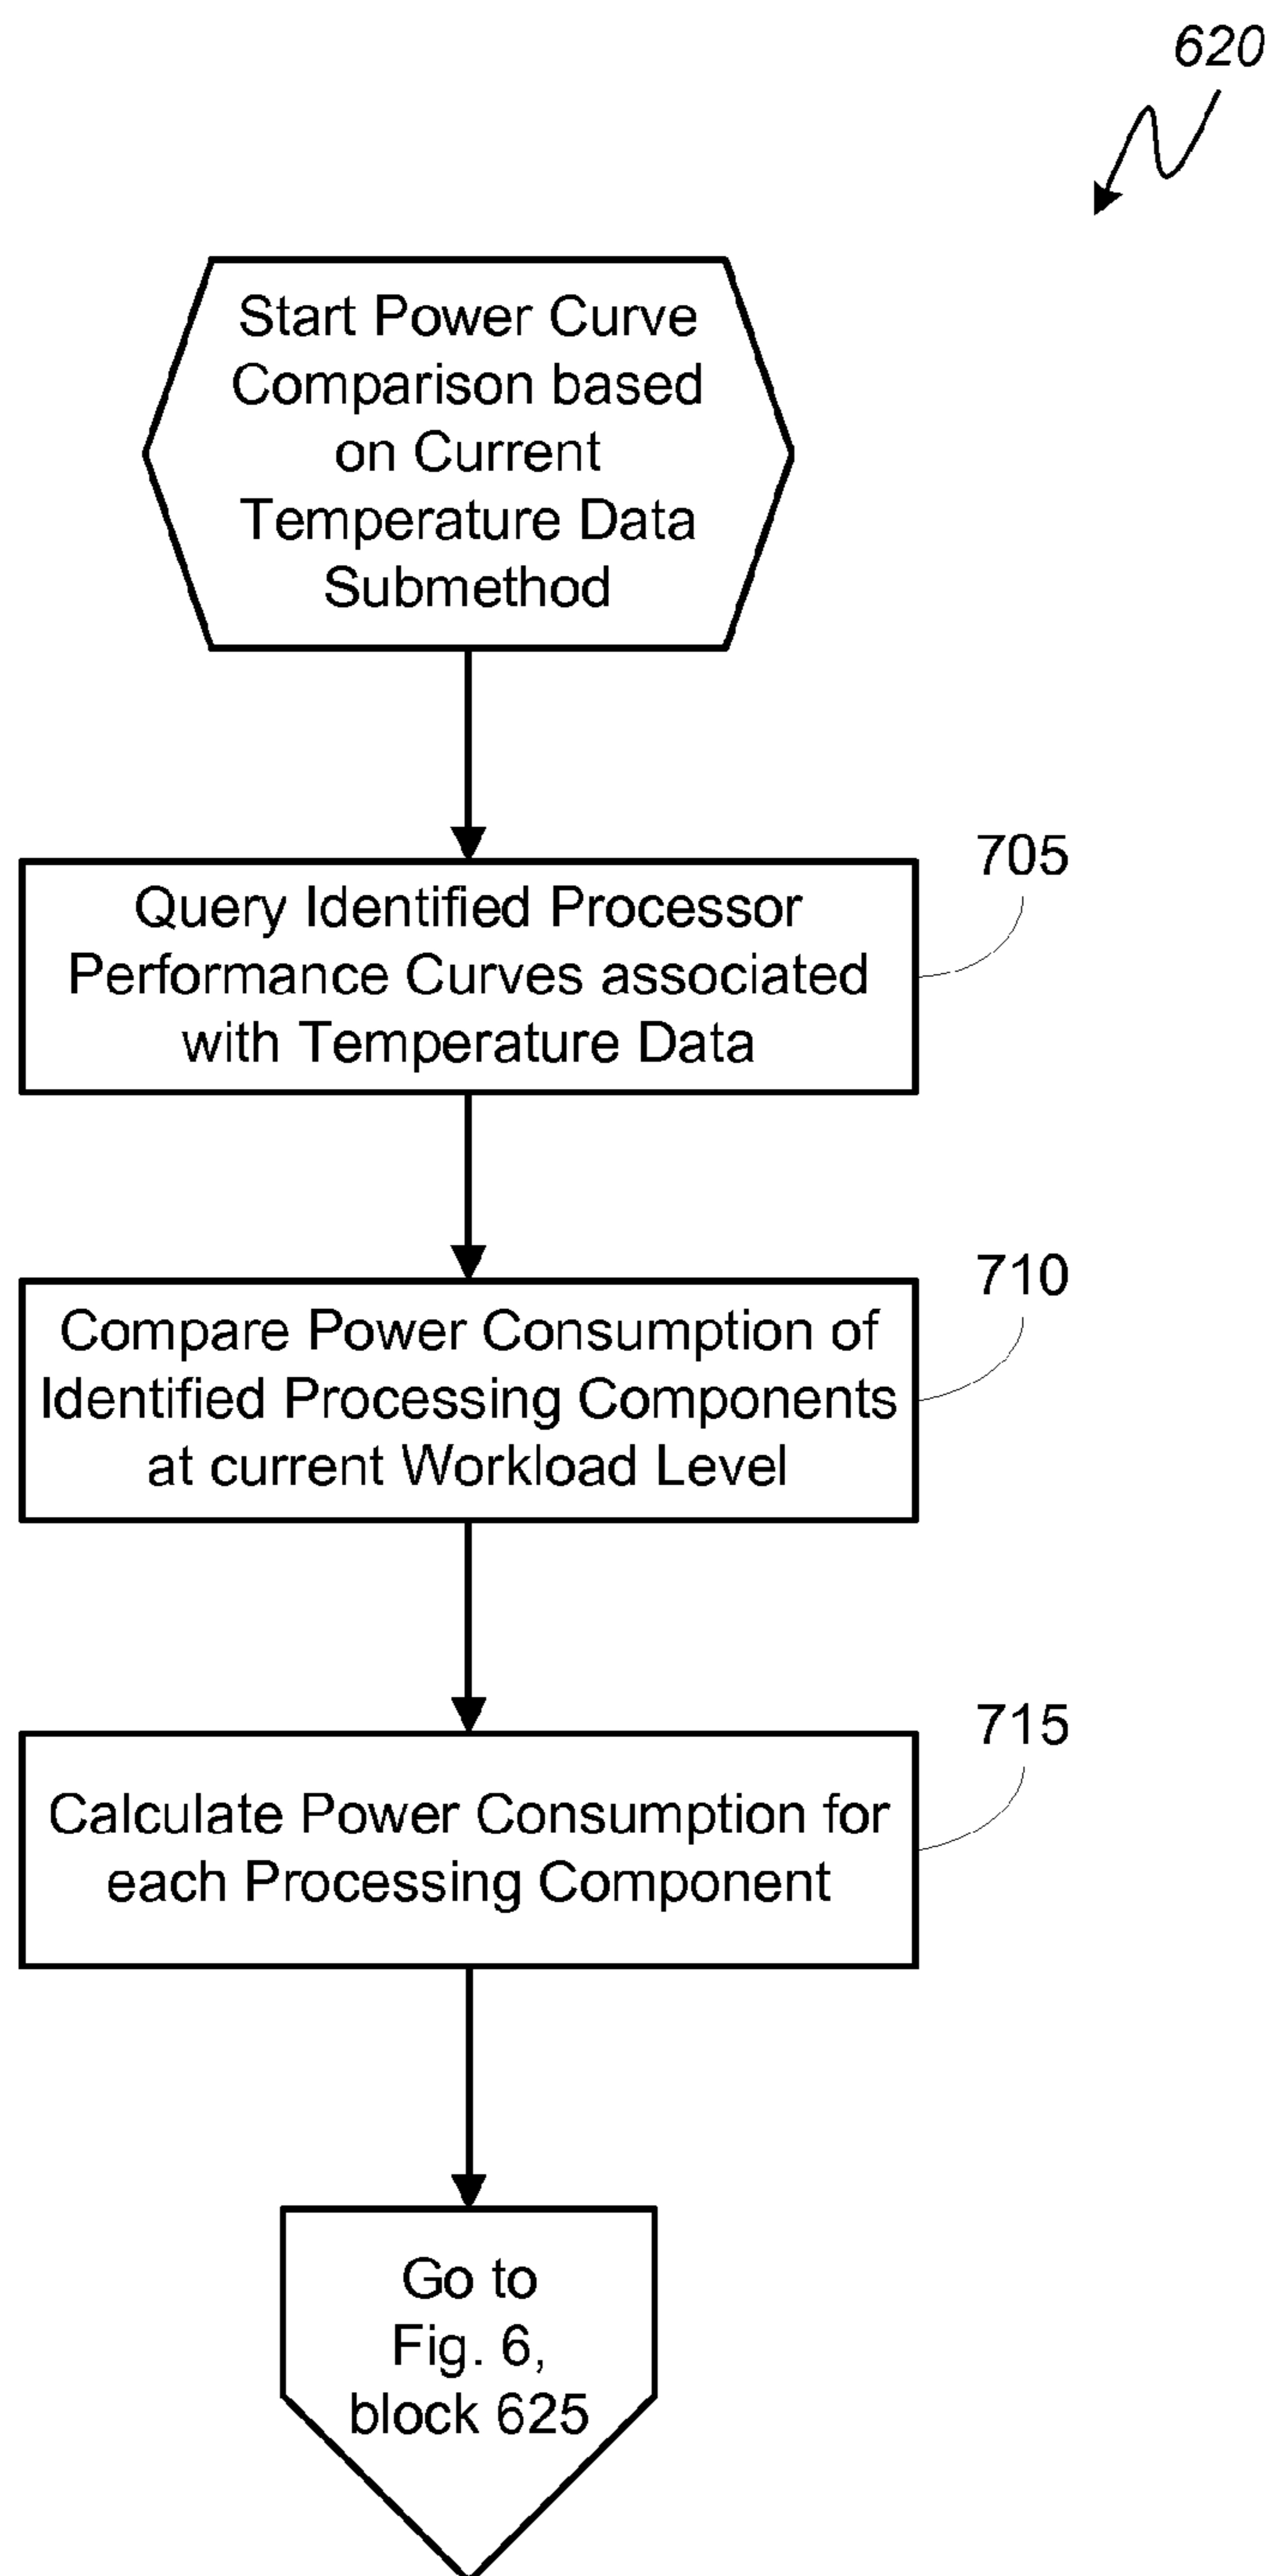 620
Start Power Curve
Comparison based
on Current
Temperature Data
Submethod
705
Query Identified Processor
Performance Curves associated
with Temperature Data
710
Compare Power Consumption of
Identified Processing Components
at current Workload Level
715
Calculate Power Consumption for
each Processing Component
Go to
Fig. 6,
block 625